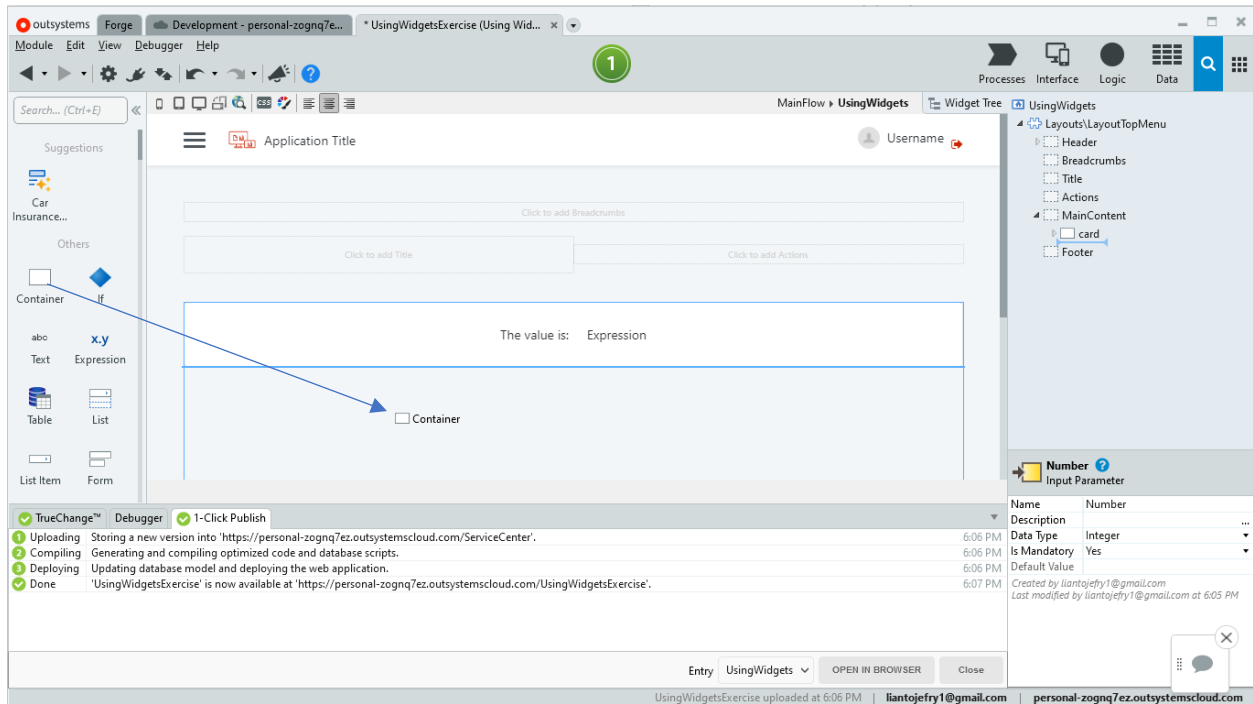 outsystems Forge Development - personal-zognq7e... * UsingWidgetsExercise (Using Wid...
Module Edit View Debugger Help
1
Processes Interface Logic Data
Search... (Ctrl+E)
CSS
MainFlow UsingWidgets Widget Tree
Suggestions
Car
Insurance...
Others
Container If
abc x.y
Text Expression
Table List
List Item Form
Application Title Username
Click to add Breadcrumbs
Click to add Title Click to add Actions
The value is: Expression
Container
UsingWidgets
Layouts\LayoutTopMenu
Header
Breadcrumbs
Title
Actions
MainContent
card
Footer
Number
Input Parameter
Name Number
Description ...
Data Type Integer
Is Mandatory Yes
Default Value
Created by liantojefry1@gmail.com
Last modified by liantojefry1@gmail.com at 6:05 PM
TrueChange™ Debugger 1-Click Publish
1 Uploading Storing a new version into 'https://personal-zognq7ez.outsystemscloud.com/ServiceCenter'. 6:06 PM
2 Compiling Generating and compiling optimized code and database scripts. 6:06 PM
3 Deploying Updating database model and deploying the web application. 6:06 PM
Done 'UsingWidgetsExercise' is now available at 'https://personal-zognq7ez.outsystemscloud.com/UsingWidgetsExercise'. 6:07 PM
Entry UsingWidgets OPEN IN BROWSER Close
UsingWidgetsExercise uploaded at 6:06 PM | liantojefry1@gmail.com | personal-zognq7ez.outsystemscloud.com